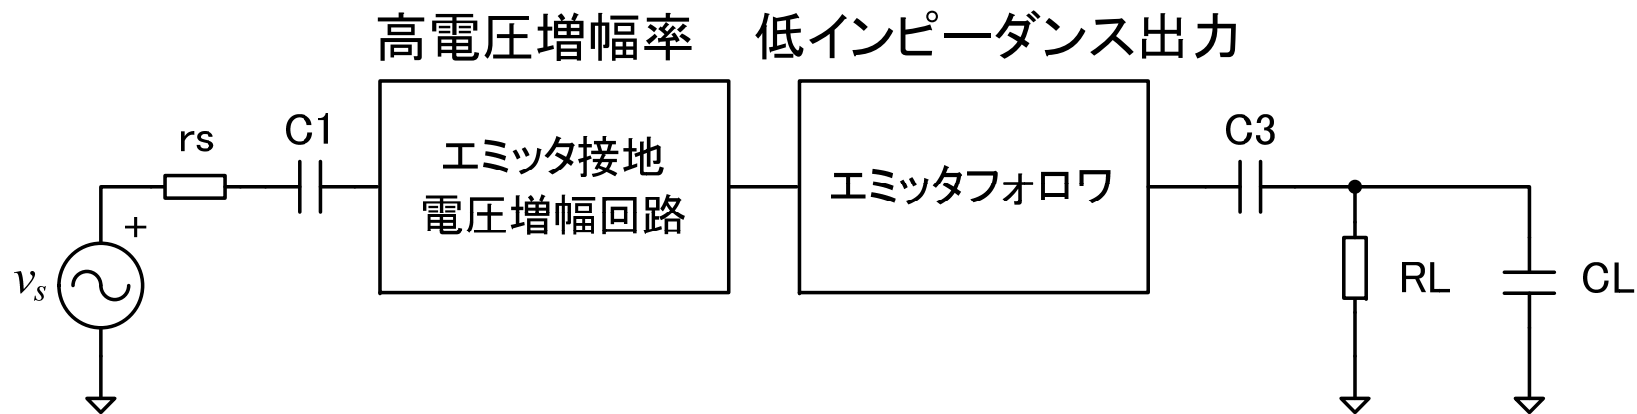 高電圧増幅率
低インピーダンス出力
rs
C1
エミッタ接地
電圧増幅回路
エミッタフォロワ
C3
+
vs
RL
CL